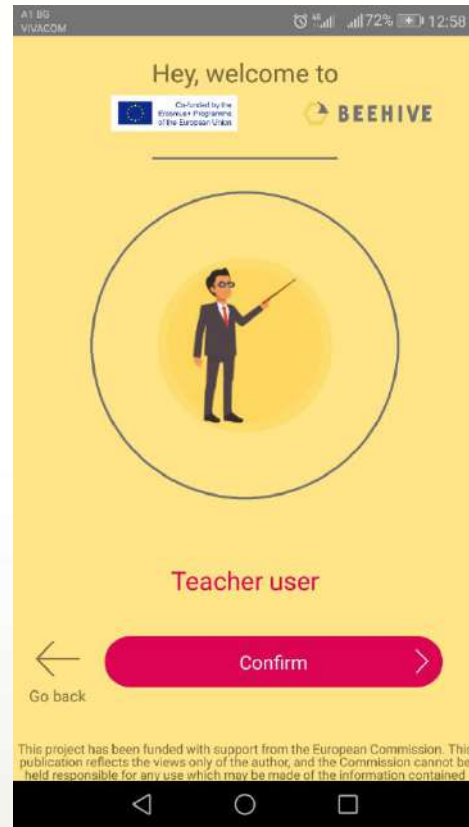 A1 BG
VIVACOM
72% 12:58
Hey, welcome to
Co-funded by the
Erasmus+ Programme
of the European Union
BEEHIVE
Teacher user
Confirm
Go back
This project has been funded with support from the European Commission. This
publication reflects the views only of the author, and the Commission cannot be
held responsible for any use which may be made of the information contained